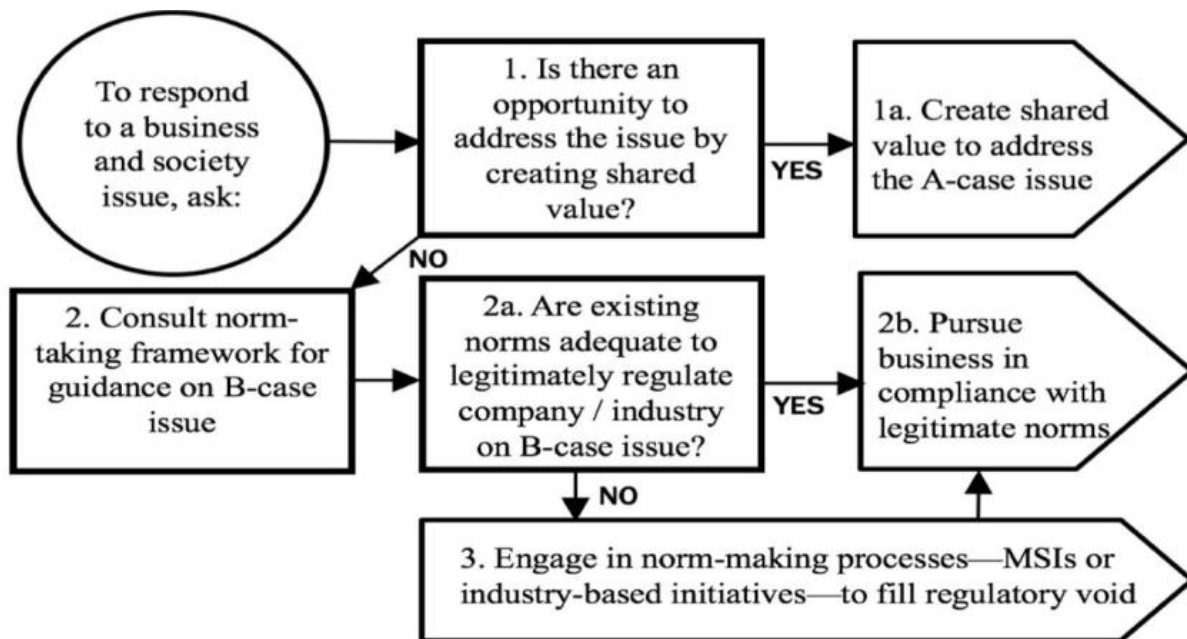 To respond
to a business
and society
issue, ask:
1. Is there an
opportunity to
address the issue by
creating shared
value?
YES
1a. Create shared
value to address
the A-case issue
NO
2. Consult norm-
taking framework for
guidance on B-case
issue
2a. Are existing
norms adequate to
legitimately regulate
company / industry
on B-case issue?
YES
2b. Pursue
business in
compliance with
legitimate norms
NO
3. Engage in norm-making processes—MSIs or
industry-based initiatives—to fill regulatory void